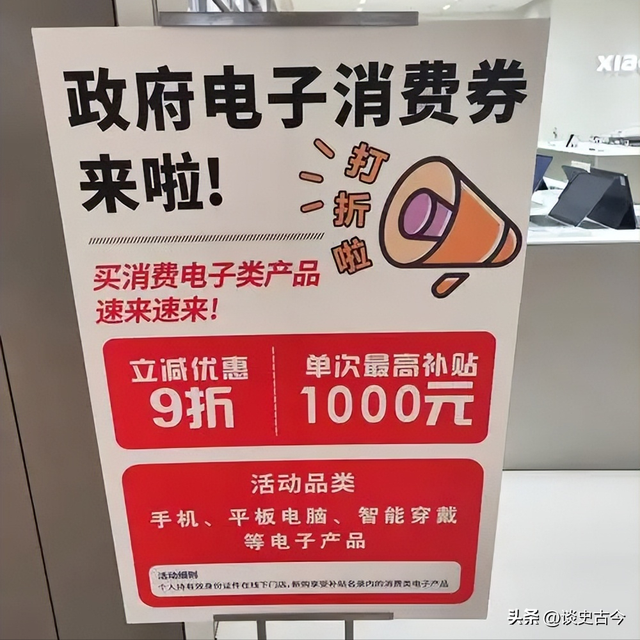 政府电子消费券
来啦!
打
折
啦
买消费电子类产品
速来速来!
立减优惠
9折
单次最高补贴
1000元
活动品类
手机、平板电脑、智能穿戴
等电子产品
活动细则
个人持有效身份证件在线下门店,新购享受补贴名录内的消费类电子产品
xia
头条 @谈史古今